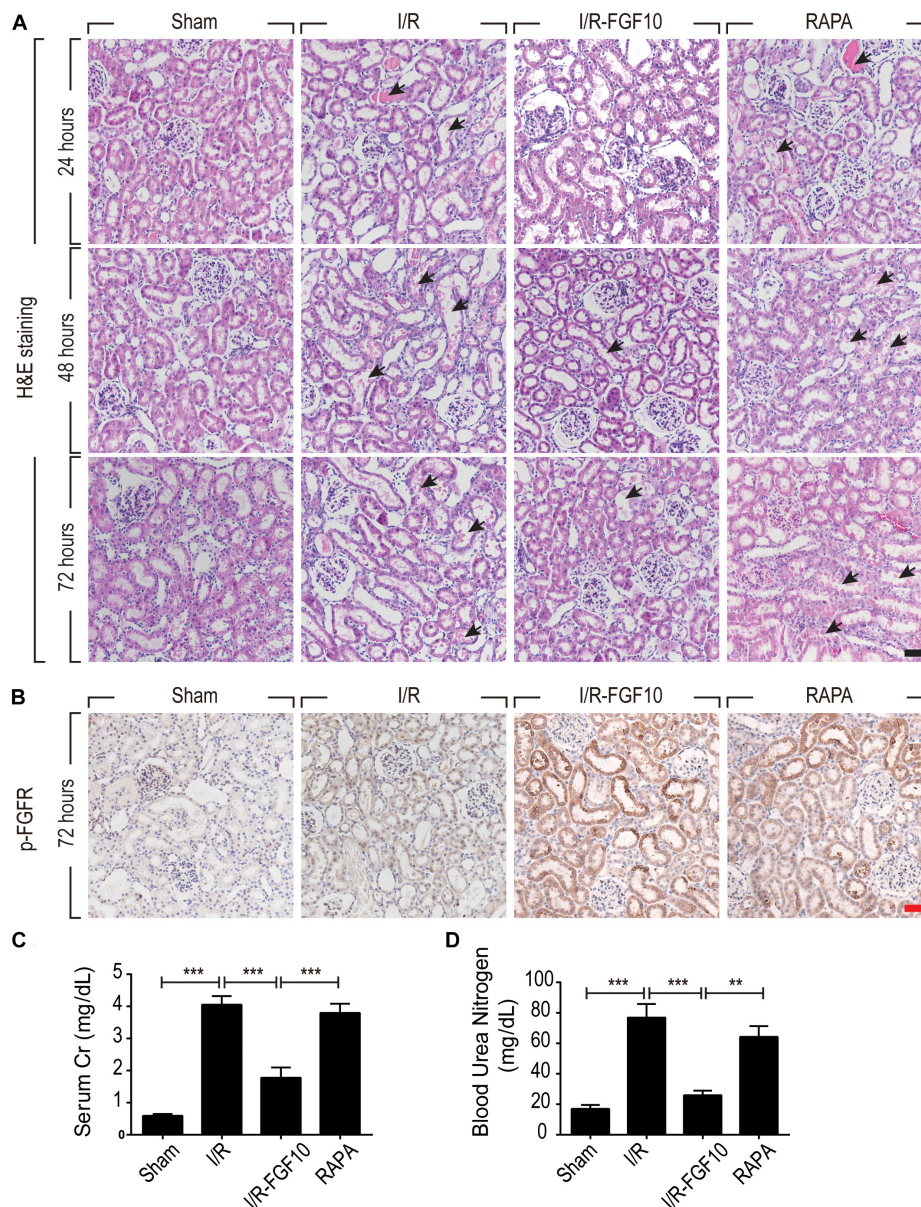 A
Sham I/R I/R-FGF10 RAPA
H&E staining
24 hours
48 hours
72 hours
B
Sham I/R I/R-FGF10 RAPA
p-FGFR
72 hours
C
Serum Cr (mg/dL)
5
4
3
2
1
0
*** *** ***
Sham I/R I/R-FGF10 RAPA
D
Blood Urea Nitrogen
(mg/dL)
100
80
60
40
20
0
*** *** **
Sham I/R I/R-FGF10 RAPA